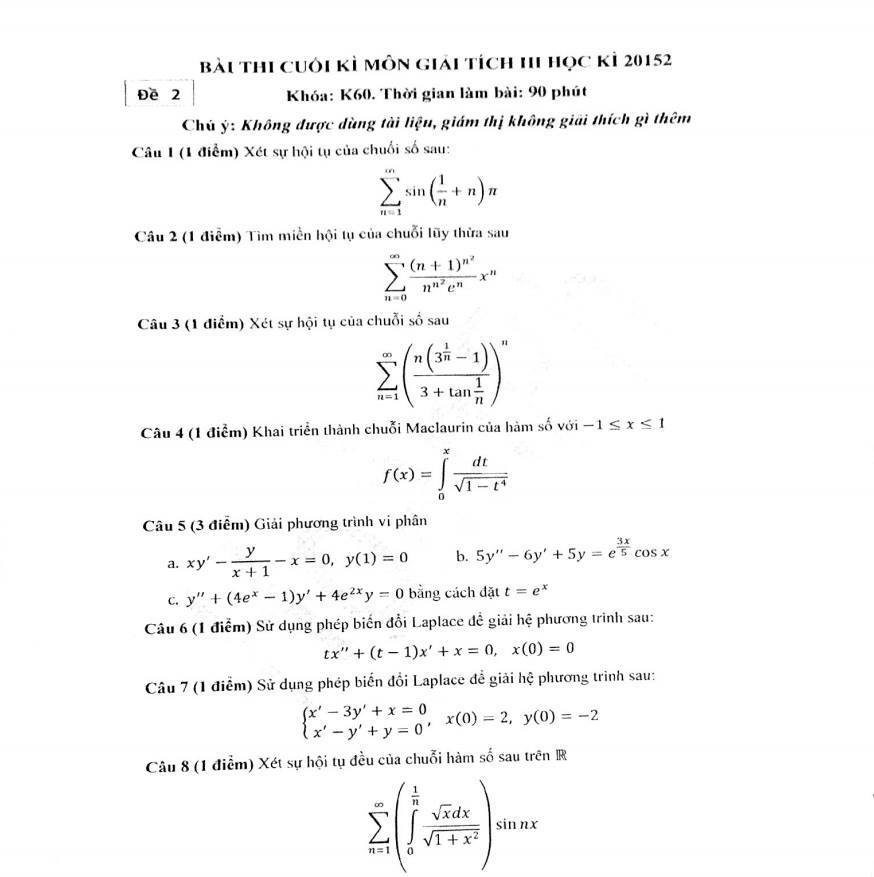 BÀI THI CUỐI KÌ MÔN GIẢI TÍCH III HỌC KÌ 20152
Đề 2
Khóa: K60. Thời gian làm bài: 90 phút
Chú ý: Không được dùng tài liệu, giám thị không giải thích gì thêm
Câu 1 (1 điểm) Xét sự hội tụ của chuỗi số sau:
\sum_{n=1}^{\infty} \sin\left(\frac{1}{n} + n\right)\pi
Câu 2 (1 điểm) Tìm miền hội tụ của chuỗi lũy thừa sau
\sum_{n=0}^{\infty} \frac{(n+1)^{n^2}}{n^{n^2} e^n} x^n
Câu 3 (1 điểm) Xét sự hội tụ của chuỗi số sau
\sum_{n=1}^{\infty} \left(\frac{n\left(3^{\frac{1}{n}} - 1\right)}{3 + \tan\frac{1}{n}}\right)^n
Câu 4 (1 điểm) Khai triển thành chuỗi Maclaurin của hàm số với −1 ≤ x ≤ 1
f(x) = \int_0^x \frac{dt}{\sqrt{1 - t^4}}
Câu 5 (3 điểm) Giải phương trình vi phân
a. xy' - \frac{y}{x+1} - x = 0, y(1) = 0 b. 5y'' - 6y' + 5y = e^{\frac{3x}{5}} \cos x
c. y'' + (4e^x - 1)y' + 4e^{2x}y = 0 bằng cách đặt t = e^x
Câu 6 (1 điểm) Sử dụng phép biến đổi Laplace để giải hệ phương trình sau:
tx'' + (t − 1)x' + x = 0, x(0) = 0
Câu 7 (1 điểm) Sử dụng phép biến đổi Laplace để giải hệ phương trình sau:
\begin{cases} x' - 3y' + x = 0 \\ x' - y' + y = 0 \end{cases}, x(0) = 2, y(0) = −2
Câu 8 (1 điểm) Xét sự hội tụ đều của chuỗi hàm số sau trên ℝ
\sum_{n=1}^{\infty} \left(\int_0^{\frac{1}{n}} \frac{\sqrt{x}dx}{\sqrt{1 + x^2}}\right) \sin nx